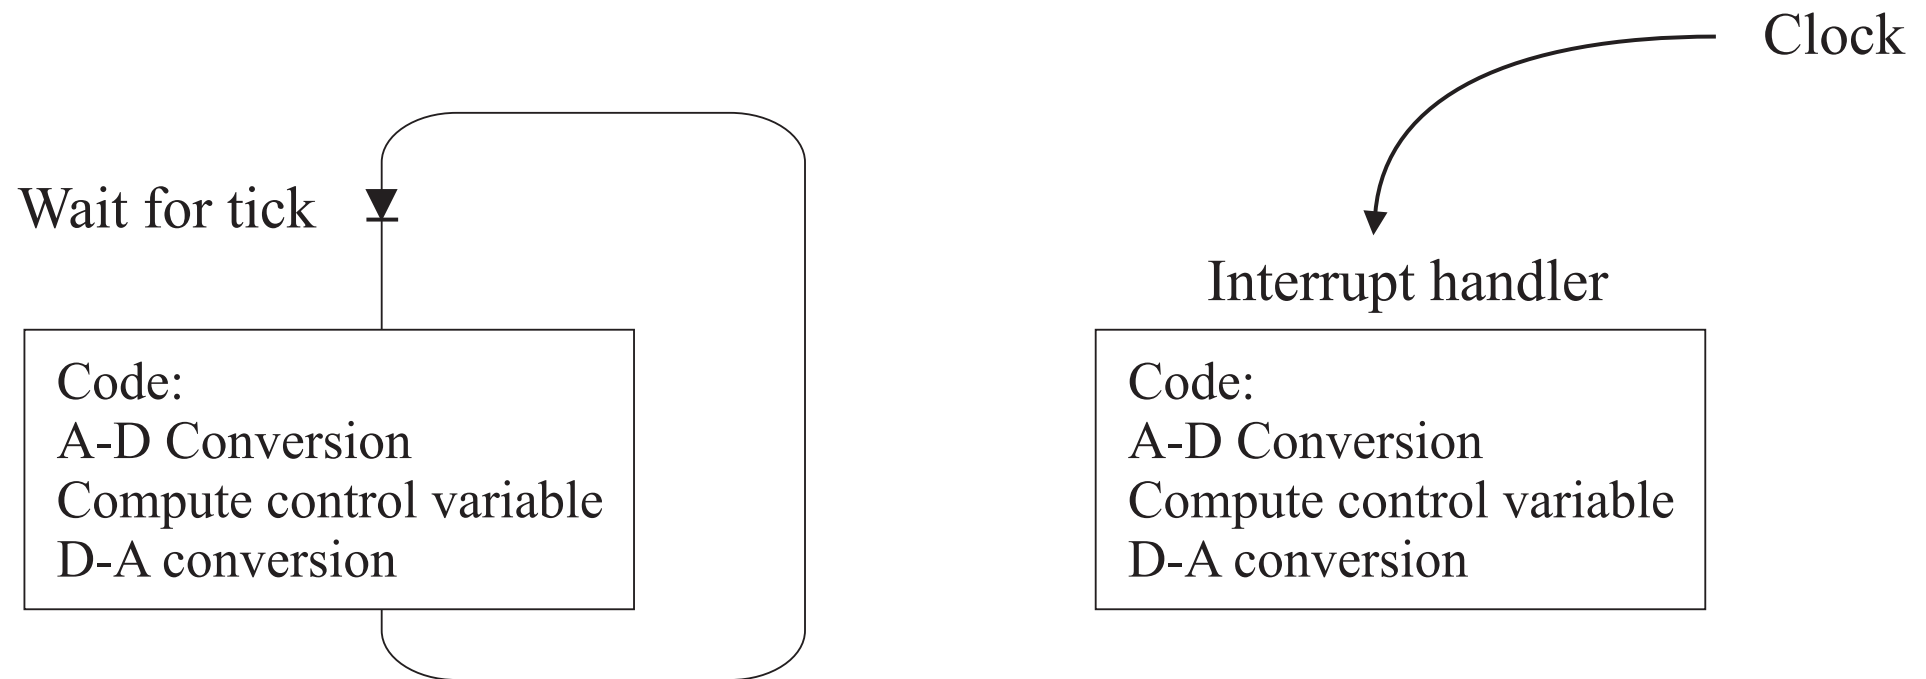 Clock
Wait for tick
Interrupt handler
Code:
A-D Conversion
Compute control variable
D-A conversion
Code:
A-D Conversion
Compute control variable
D-A conversion